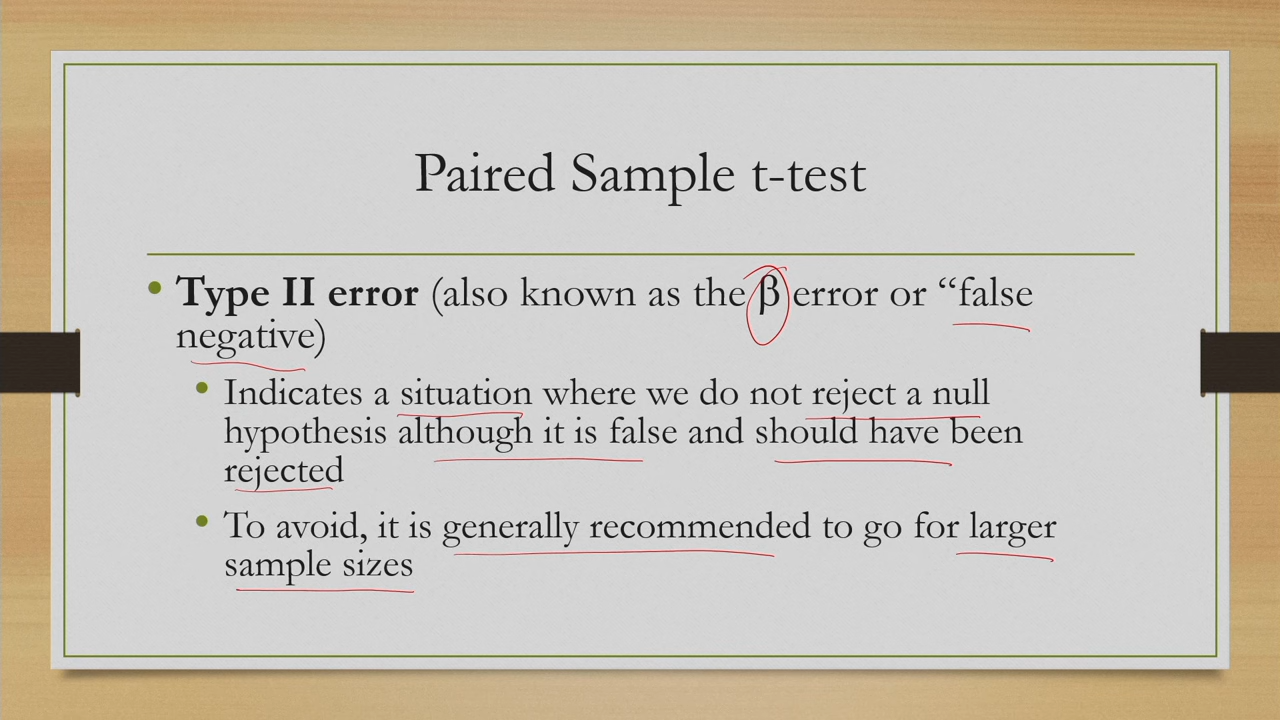 Paired Sample t-test
• Type II error (also known as the β error or “false
negative)
• Indicates a situation where we do not reject a null
hypothesis although it is false and should have been
rejected
• To avoid, it is generally recommended to go for larger
sample sizes